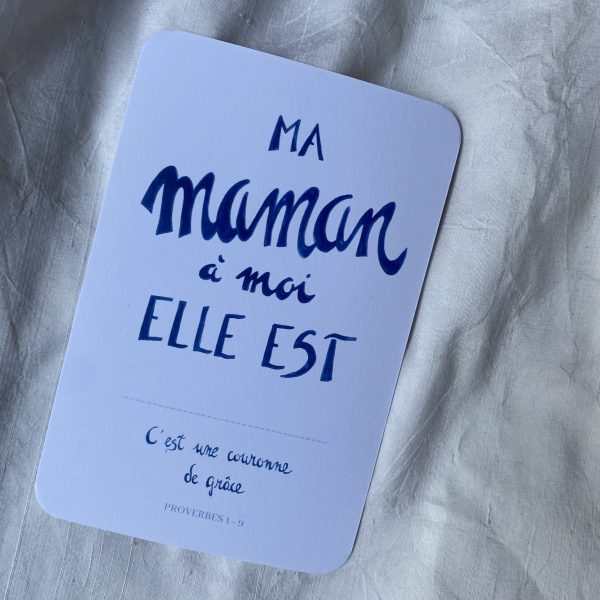 MA
maman
à moi
ELLE EST
C'est une couronne
de grâce
PROVERBES 1 - 9